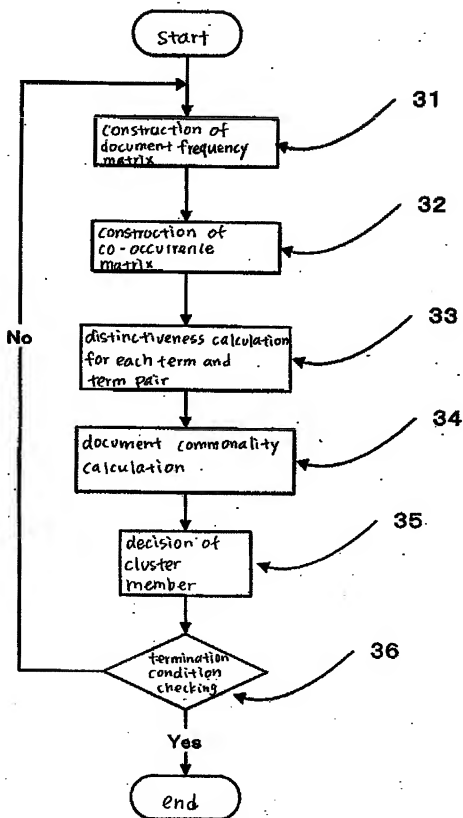 start
31
construction of
document frequency
matrix
32
construction of
co-occurrance
matrix
33
distinctiveness calculation
for each term and
term pair
No
34
document commonality
calculation
35
decision of
cluster
member
36
termination
condition
checking
Yes
end